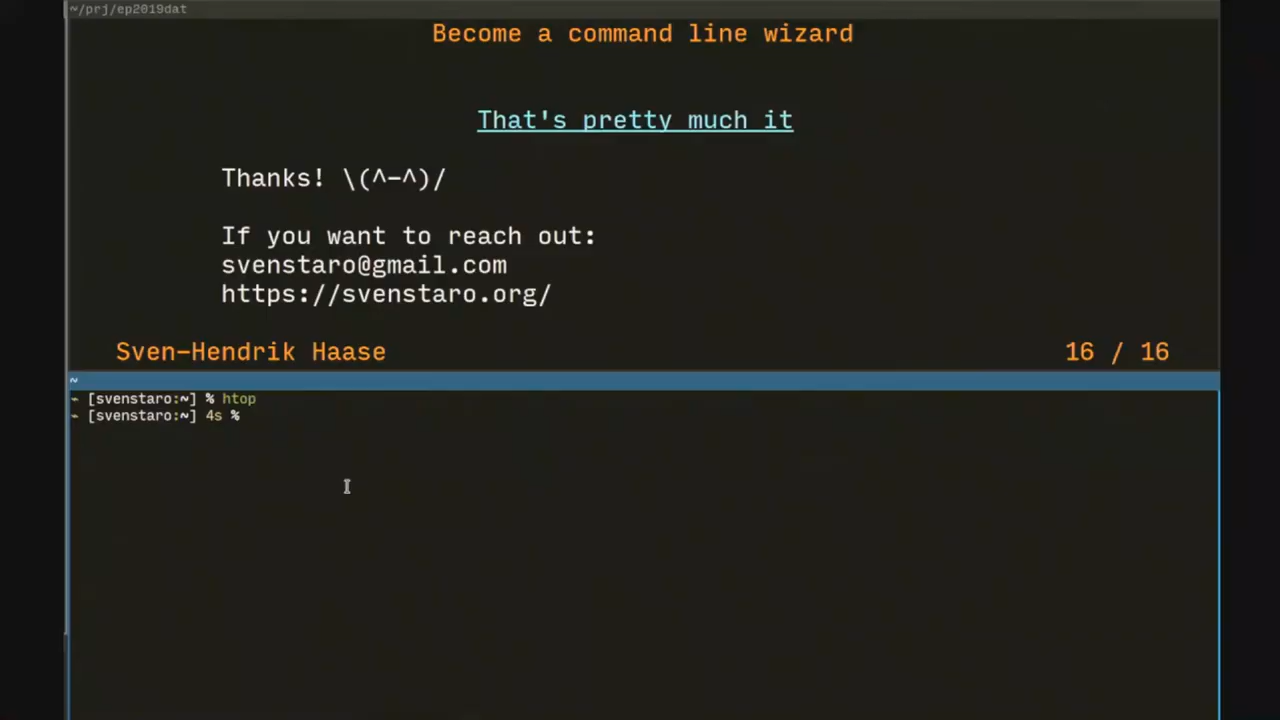 ~/prj/ep2019dat
Become a command line wizard
That's pretty much it
Thanks! \(^-^)/
If you want to reach out:
svenstaro@gmail.com
https://svenstaro.org/
Sven-Hendrik Haase 16 / 16
~
~ [svenstaro:~] % htop
~ [svenstaro:~] 4s %